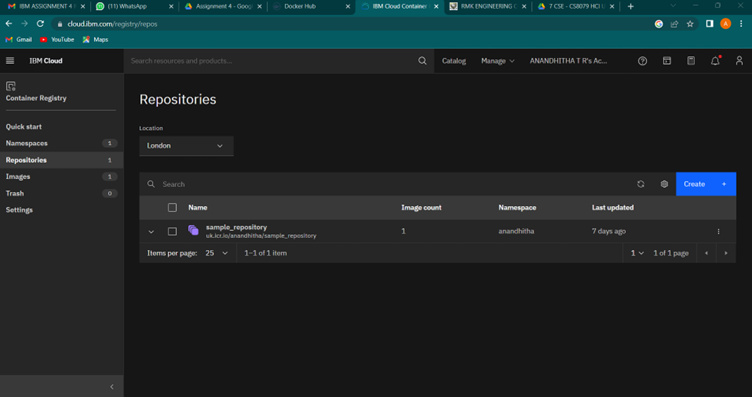 IBM ASSIGNMENT 4
(11) WhatsApp
Assignment 4 - Goo
Docker Hub
IBM Cloud Container
RMK ENGINEERING C
7 CSE - CS8079 HCI
cloud.ibm.com/registry/repos
A
Gmail
YouTube
Maps
IBM Cloud
Search resources and products...
Catalog
Manage
ANANDHITHA T R's Ac...
Container Registry
Quick start
Namespaces 1
Repositories 1
Images 1
Trash 0
Settings
Repositories
Location
London
Search
Create +
Name Image count Namespace Last updated
sample_repository 1 anandhitha 7 days ago
uk.icr.io/anandhitha/sample_repository
Items per page: 25 1–1 of 1 item 1 1 of 1 page